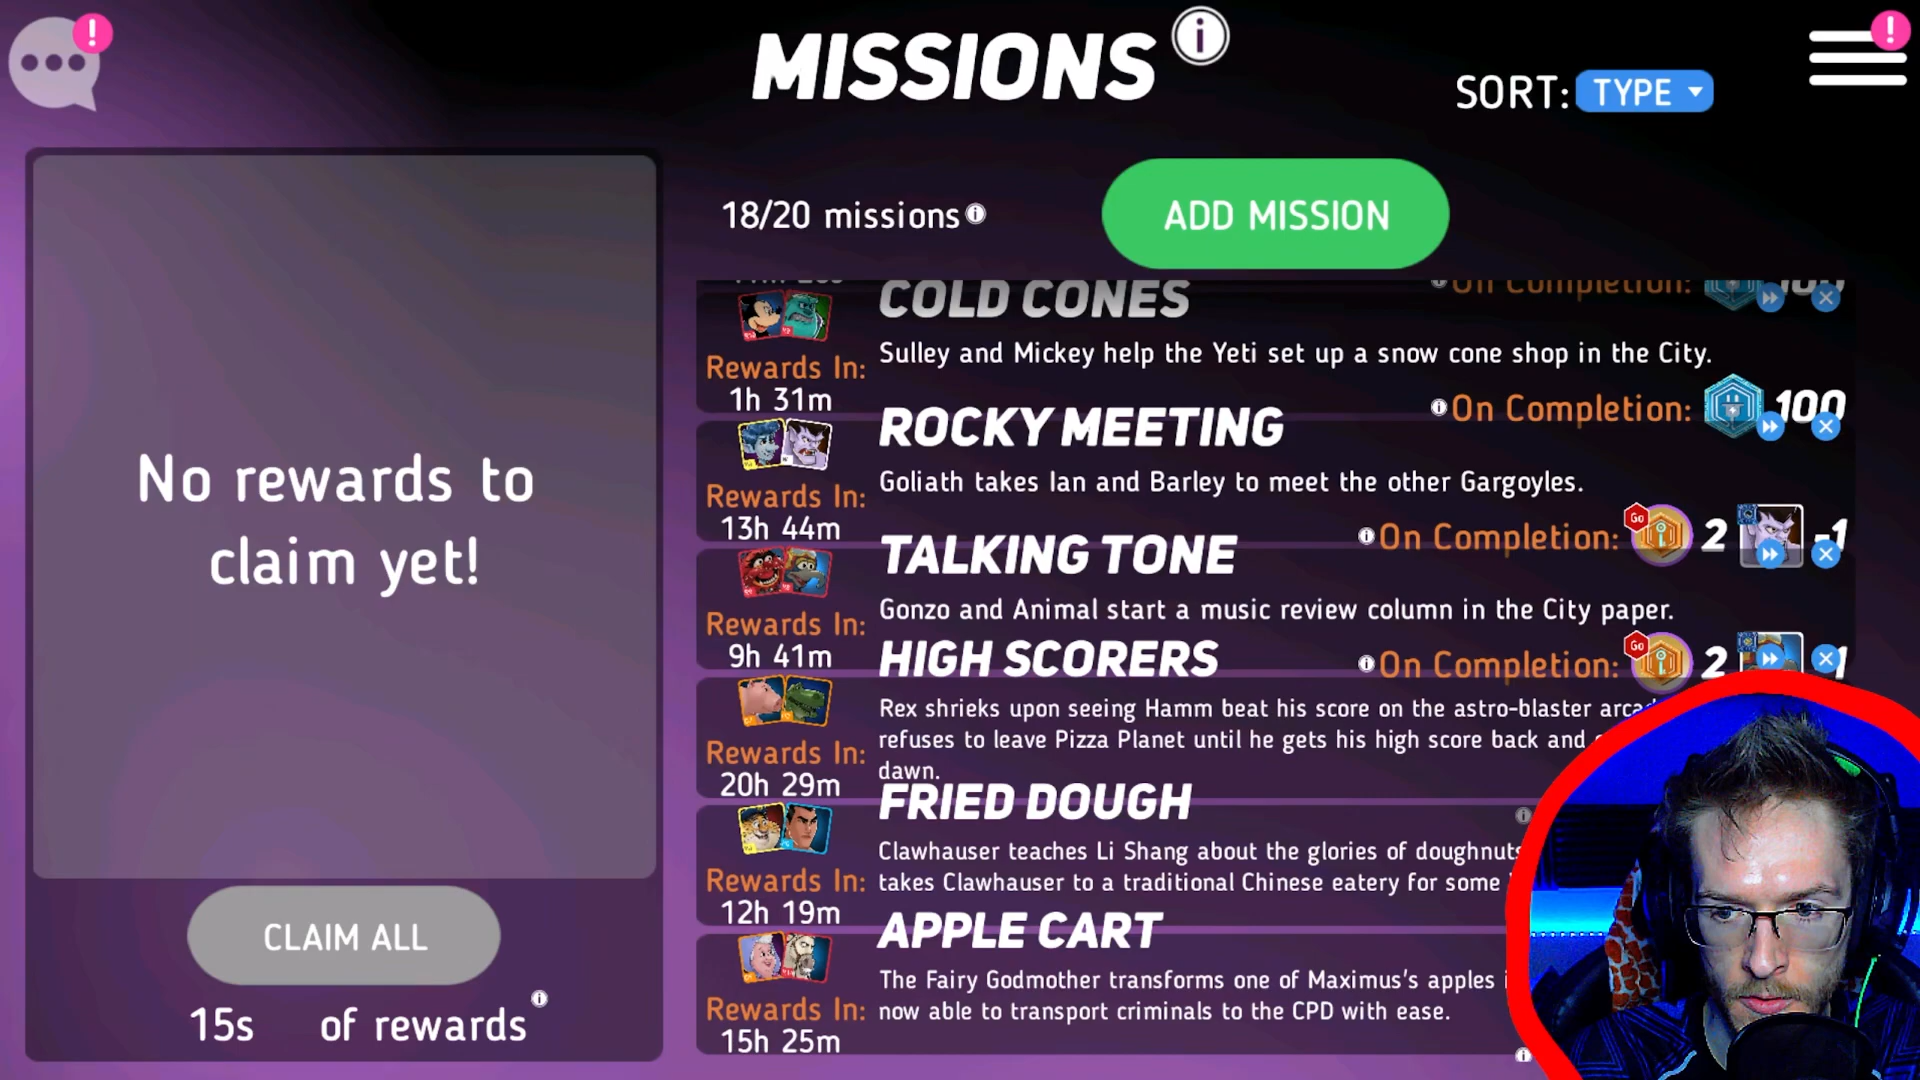 !
MISSIONS i
!
SORT: TYPE
18/20 missions i
ADD MISSION
No rewards to
claim yet!
CLAIM ALL
15s of rewards i
COLD CONES
On Completion: 100
Sulley and Mickey help the Yeti set up a snow cone shop in the City.
Rewards In:
1h 31m
On Completion: 100
ROCKY MEETING
Goliath takes Ian and Barley to meet the other Gargoyles.
Rewards In:
13h 44m
On Completion: Go 2 1
TALKING TONE
Gonzo and Animal start a music review column in the City paper.
Rewards In:
9h 41m
HIGH SCORERS
On Completion: Go 2 1
Rex shrieks upon seeing Hamm beat his score on the astro-blaster
refuses to leave Pizza Planet until he gets his high score back and
dawn.
Rewards In:
20h 29m
FRIED DOUGH
Clawhauser teaches Li Shang about the glories of doughnuts
takes Clawhauser to a traditional Chinese eatery for some
Rewards In:
12h 19m
APPLE CART
The Fairy Godmother transforms one of Maximus's apples
now able to transport criminals to the CPD with ease.
Rewards In:
15h 25m